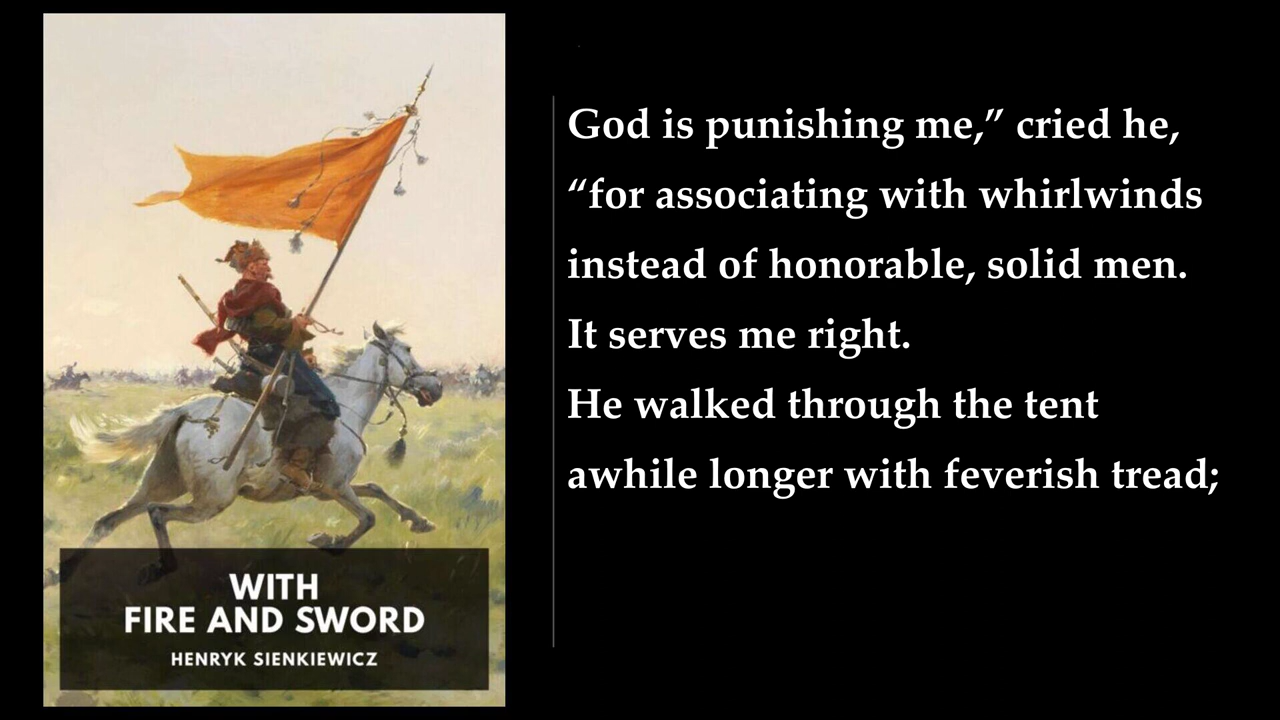 WITH
FIRE AND SWORD
HENRYK SIENKIEWICZ
God is punishing me,” cried he,
“for associating with whirlwinds
instead of honorable, solid men.
It serves me right.
He walked through the tent
awhile longer with feverish tread;